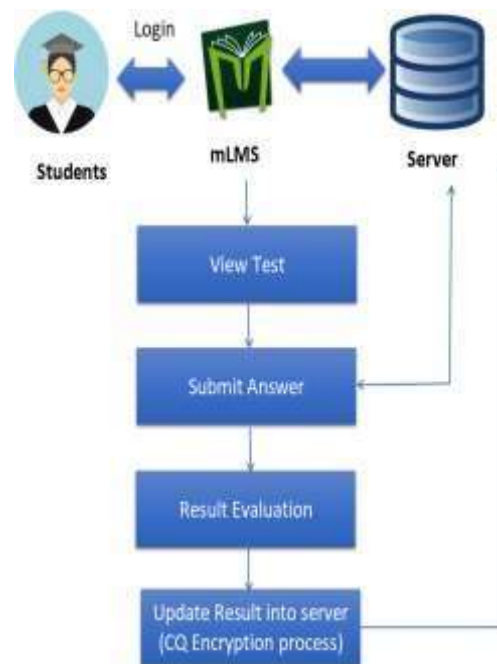 Login
Students
mLMS
Server
View Test
Submit Answer
Result Evaluation
Update Result into server
(CQ Encryption process)